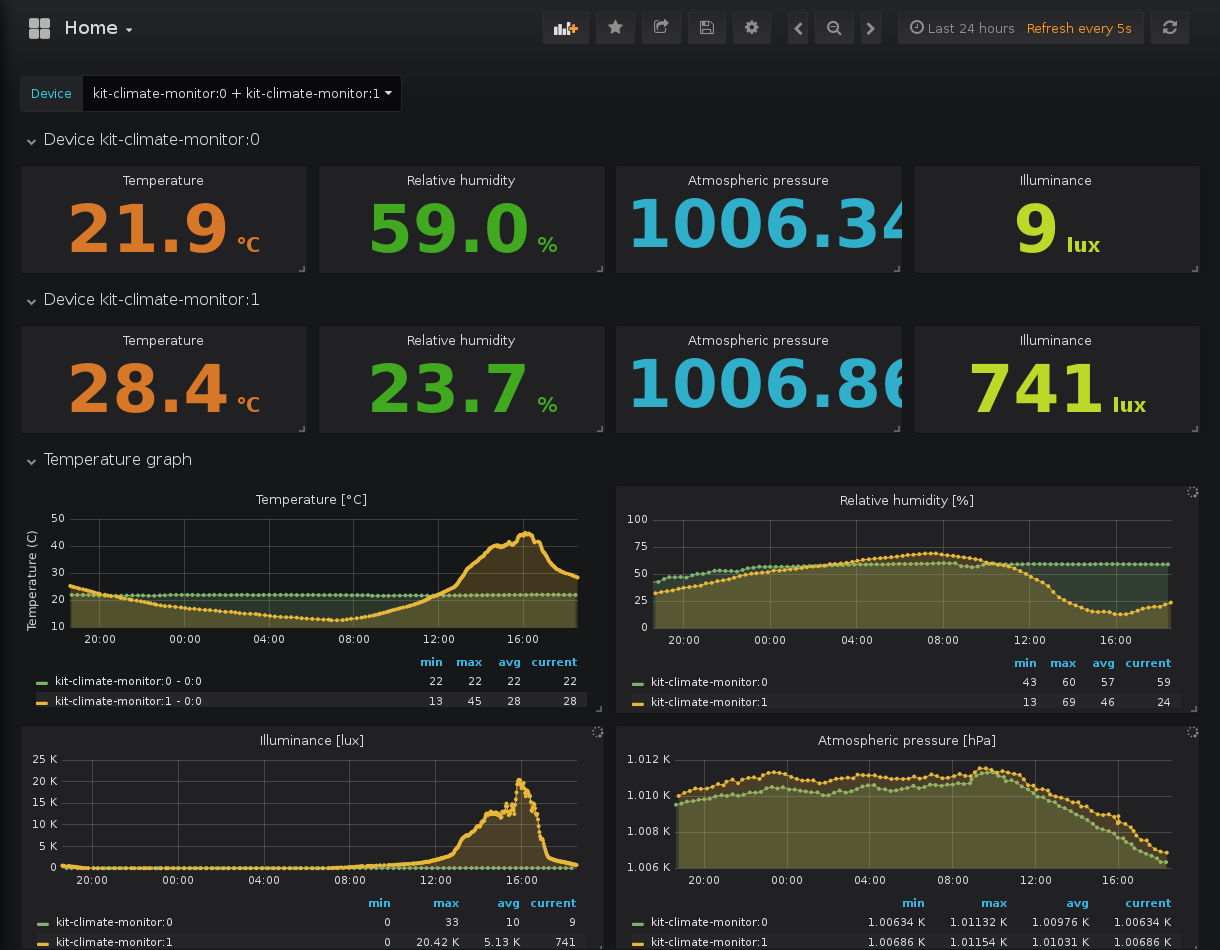 Home
Last 24 hours Refresh every 5s
Device kit-climate-monitor:0 + kit-climate-monitor:1
Device kit-climate-monitor:0
Temperature Relative humidity Atmospheric pressure Illuminance
21.9 °C 59.0 % 1006.34 9 lux
Device kit-climate-monitor:1
Temperature Relative humidity Atmospheric pressure Illuminance
28.4 °C 23.7 % 1006.86 741 lux
Temperature graph
Temperature [°C]
Temperature (C)
50
40
30
20
10
20:00 00:00 04:00 08:00 12:00 16:00
min max avg current
kit-climate-monitor:0 - 0:0 22 22 22 22
kit-climate-monitor:1 - 0:0 13 45 28 28
Relative humidity [%]
100
75
50
25
0
20:00 00:00 04:00 08:00 12:00 16:00
min max avg current
kit-climate-monitor:0 43 60 57 59
kit-climate-monitor:1 13 69 46 24
Illuminance [lux]
25 K
20 K
15 K
10 K
5 K
0
20:00 00:00 04:00 08:00 12:00 16:00
min max avg current
kit-climate-monitor:0 0 33 10 9
kit-climate-monitor:1 0 20.42 K 5.13 K 741
Atmospheric pressure [hPa]
1.012 K
1.010 K
1.008 K
1.006 K
20:00 00:00 04:00 08:00 12:00 16:00
min max avg current
kit-climate-monitor:0 1.00634 K 1.01132 K 1.00976 K 1.00634 K
kit-climate-monitor:1 1.00686 K 1.01154 K 1.01031 K 1.00686 K